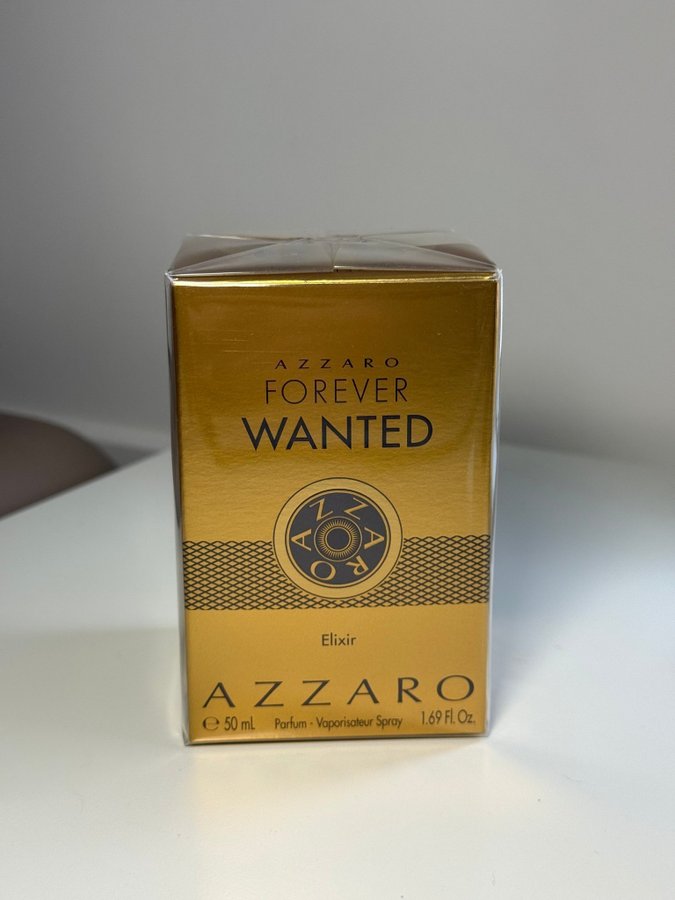 AZZARO
FOREVER
WANTED
AZZARO
Elixir
AZZARO
℮ 50 mL Parfum - Vaporisateur Spray 1.69 Fl. Oz.